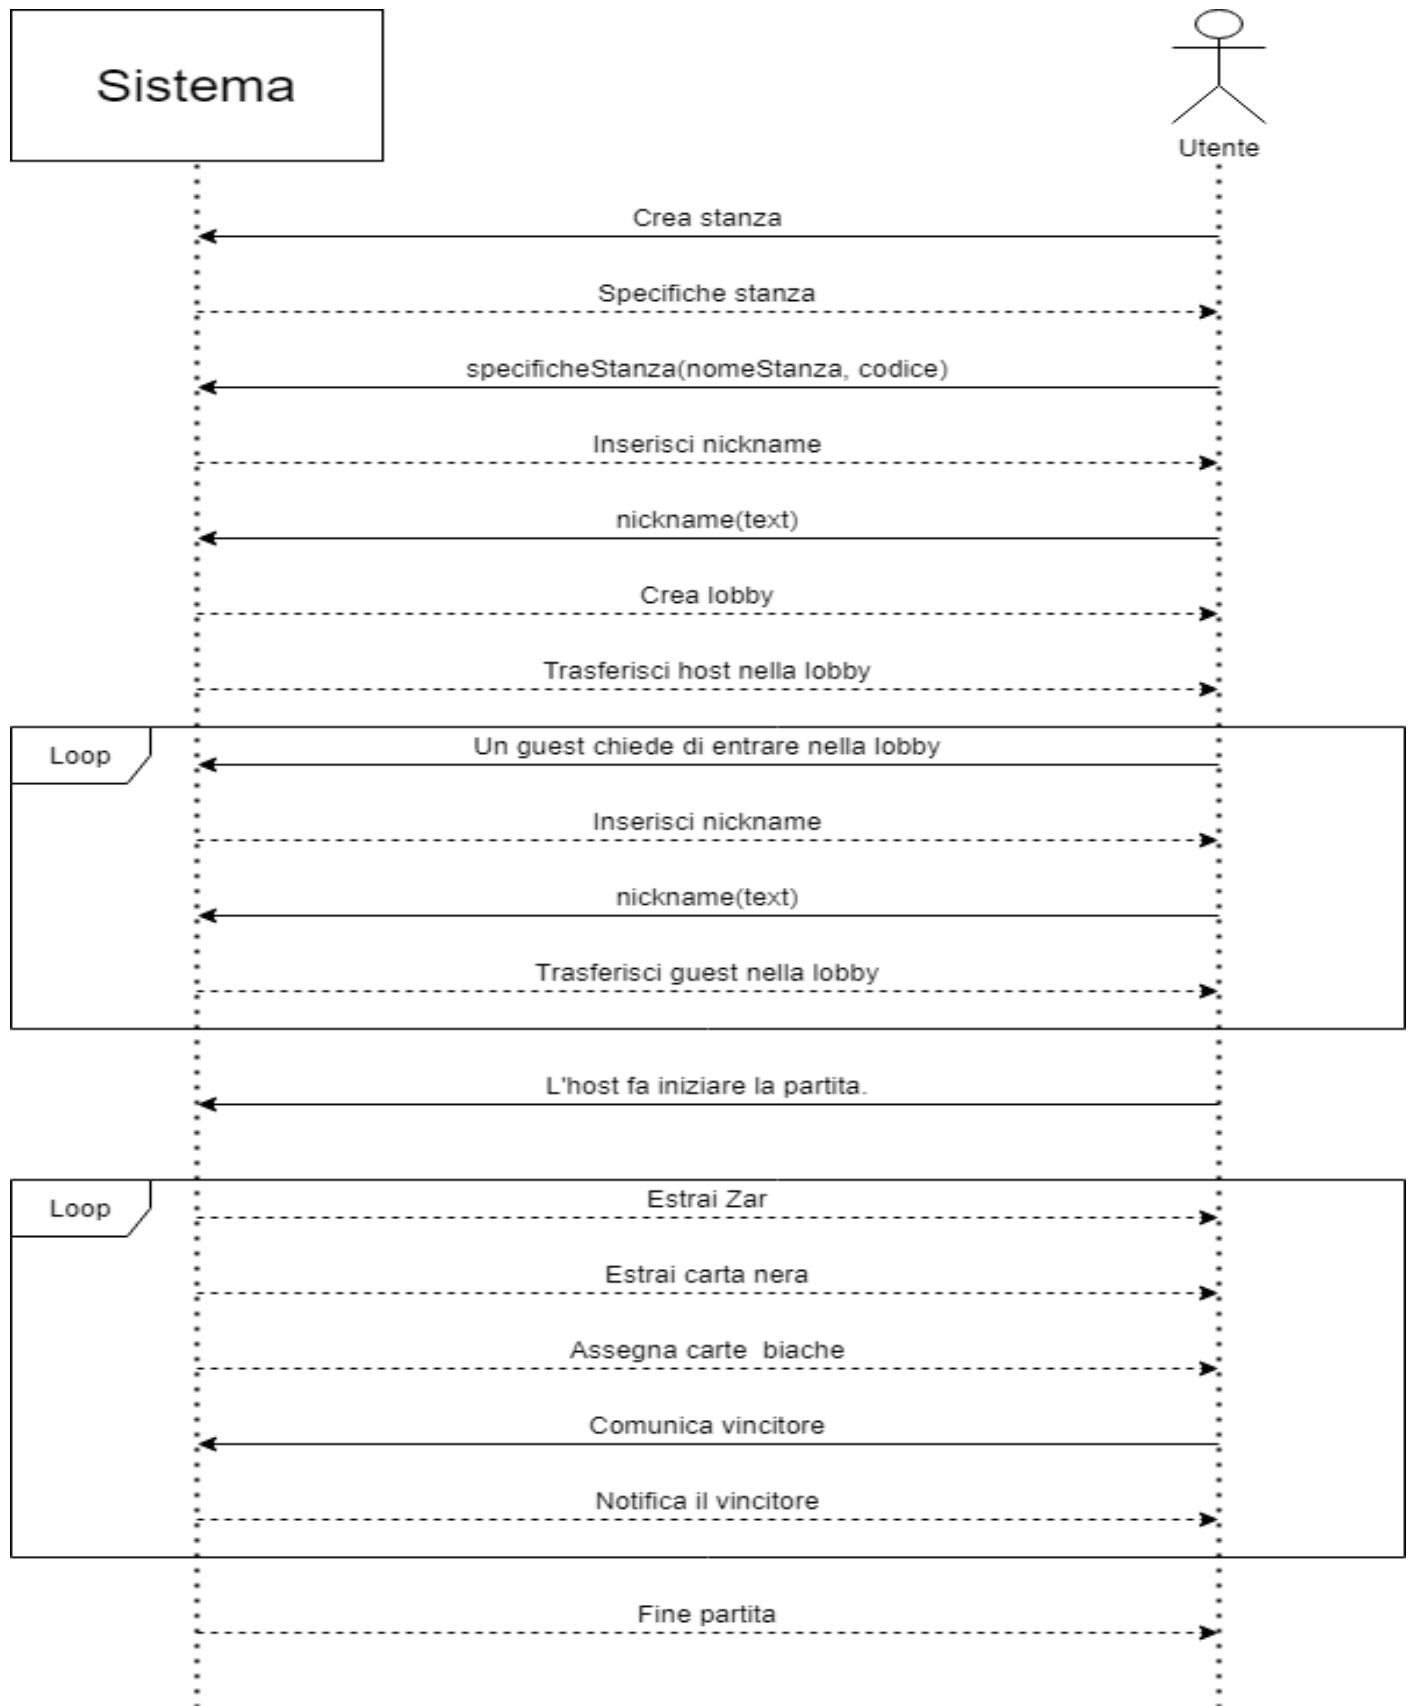 Sistema
Utente
Crea stanza
Specifiche stanza
specificheStanza(nomeStanza, codice)
Inserisci nickname
nickname(text)
Crea lobby
Trasferisci host nella lobby
Loop
Un guest chiede di entrare nella lobby
Inserisci nickname
nickname(text)
Trasferisci guest nella lobby
L'host fa iniziare la partita.
Loop
Estrai Zar
Estrai carta nera
Assegna carte  biache
Comunica vincitore
Notifica il vincitore
Fine partita